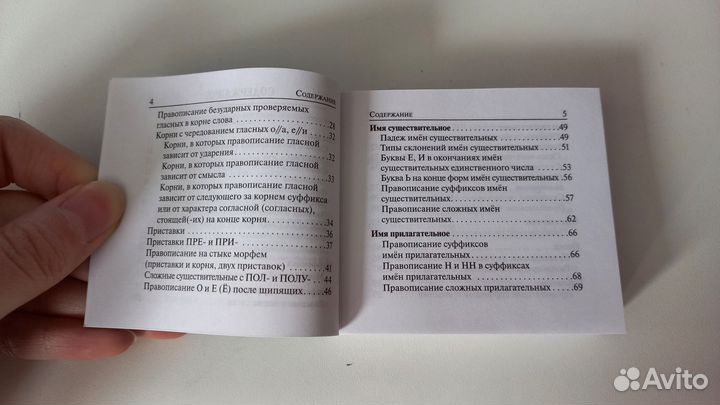 4 Содержание
Правописание безударных проверяемых
гласных в корне слова........................28
Корни с чередованием гласных о//а, е//и.......32
Корни, в которых правописание гласной
зависит от ударения..........................32
Корни, в которых правописание гласной
зависит от смысла............................33
Корни, в которых правописание гласной
зависит от следующего за корнем суффикса
или от характера согласной (согласных),
стоящей(-их) на конце корня..................34
Приставки....................................36
Приставки ПРЕ- и ПРИ-........................37
Правописание на стыке морфем
(приставки и корня, двух приставок)..........41
Сложные существительные с ПОЛ- и ПОЛУ-...44
Правописание О и Е (Ё) после шипящих.......46
Содержание 5
Имя существительное..........................49
Падеж имён существительных...................49
Типы склонений имён существительных..........51
Буквы Е, И в окончаниях имён
существительных единственного числа..........53
Буква Ь на конце форм имён существительных .56
Правописание суффиксов имён
существительных..............................57
Правописание сложных имён
существительных..............................62
Имя прилагательное...........................66
Правописание суффиксов
имён прилагательных..........................66
Правописание Н и НН в суффиксах
имён прилагательных..........................68
Правописание сложных прилагательных..........69
Avito